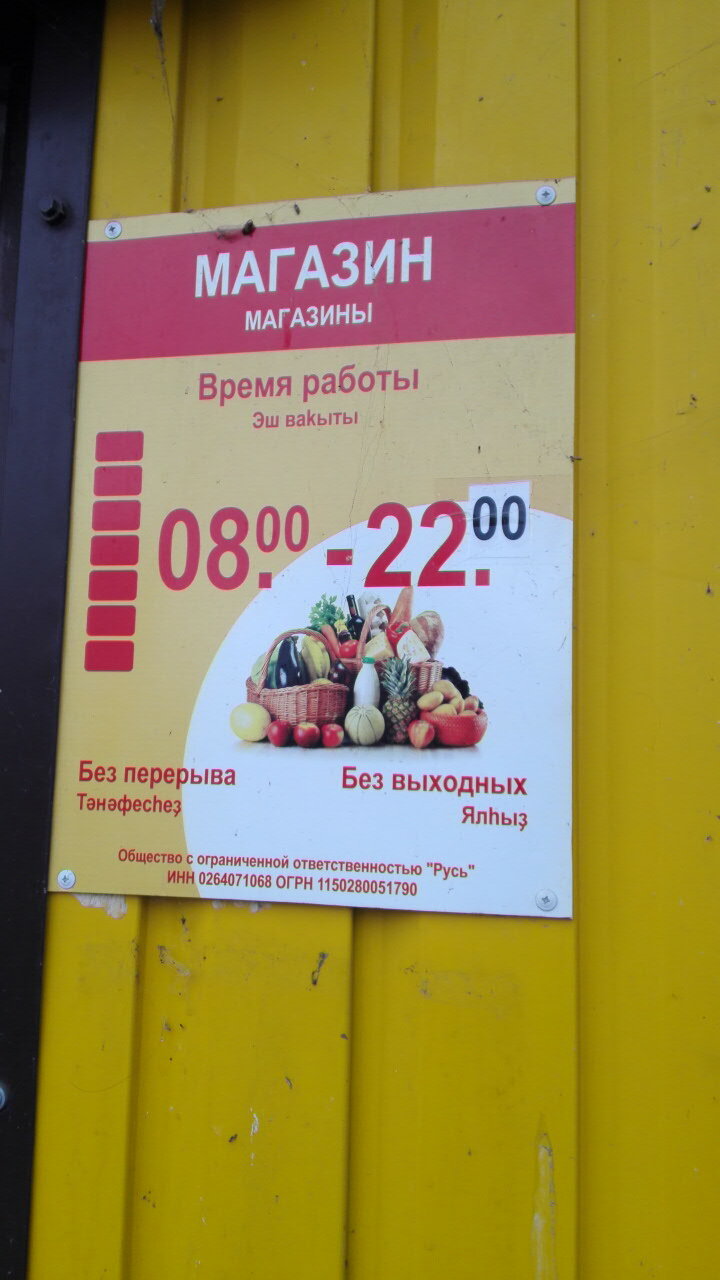 МАГАЗИН
МАГАЗИНЫ
Время работы
Эш ваkыты
08.00 - 22.00
Без перерыва
Тәнәфесһеҙ
Без выходных
Ялһыҙ
Общество с ограниченной ответственностью "Русь"
ИНН 0264071068 ОГРН 1150280051790